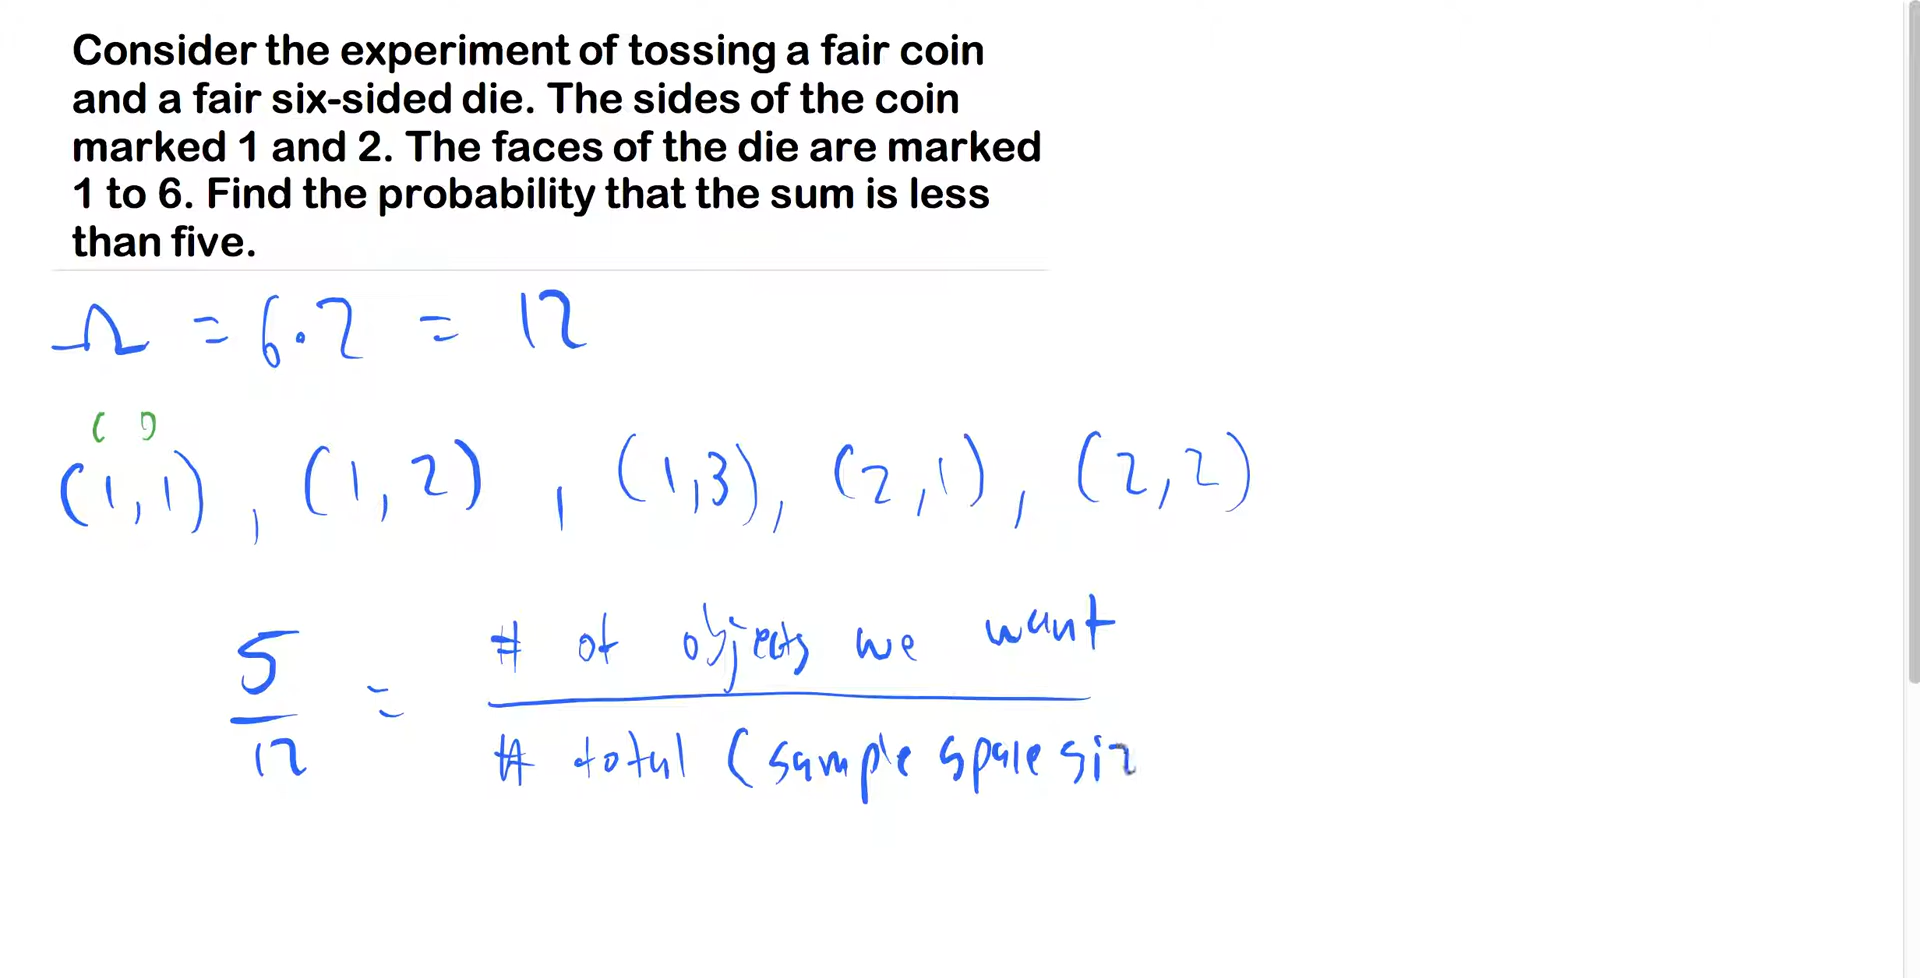 Consider the experiment of tossing a fair coin
and a fair six-sided die. The sides of the coin
marked 1 and 2. The faces of the die are marked
1 to 6. Find the probability that the sum is less
than five.
Ω = 6·2 = 12
C D
(1,1), (1,2), (1,3), (2,1), (2,2)
5/12 = # of objects we want
# total (sample space siz